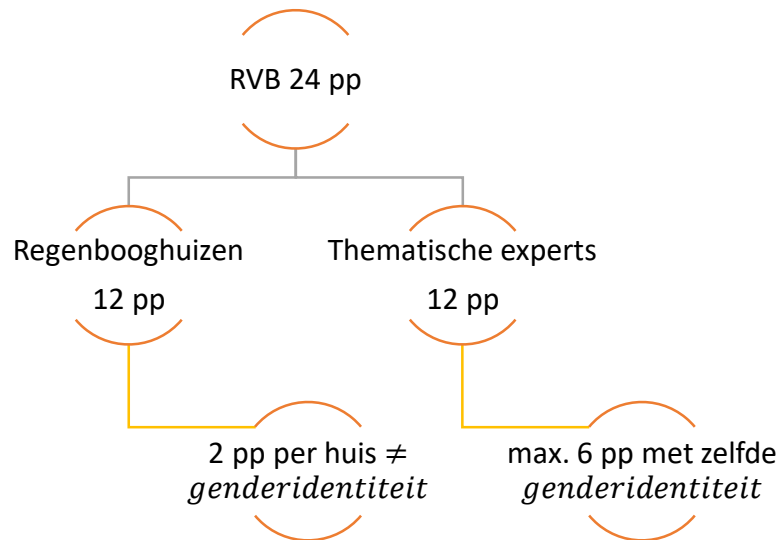 RVB 24 pp
Regenbooghuizen
12 pp
Thematische experts
12 pp
2 pp per huis ≠
genderidentiteit
max. 6 pp met zelfde
genderidentiteit